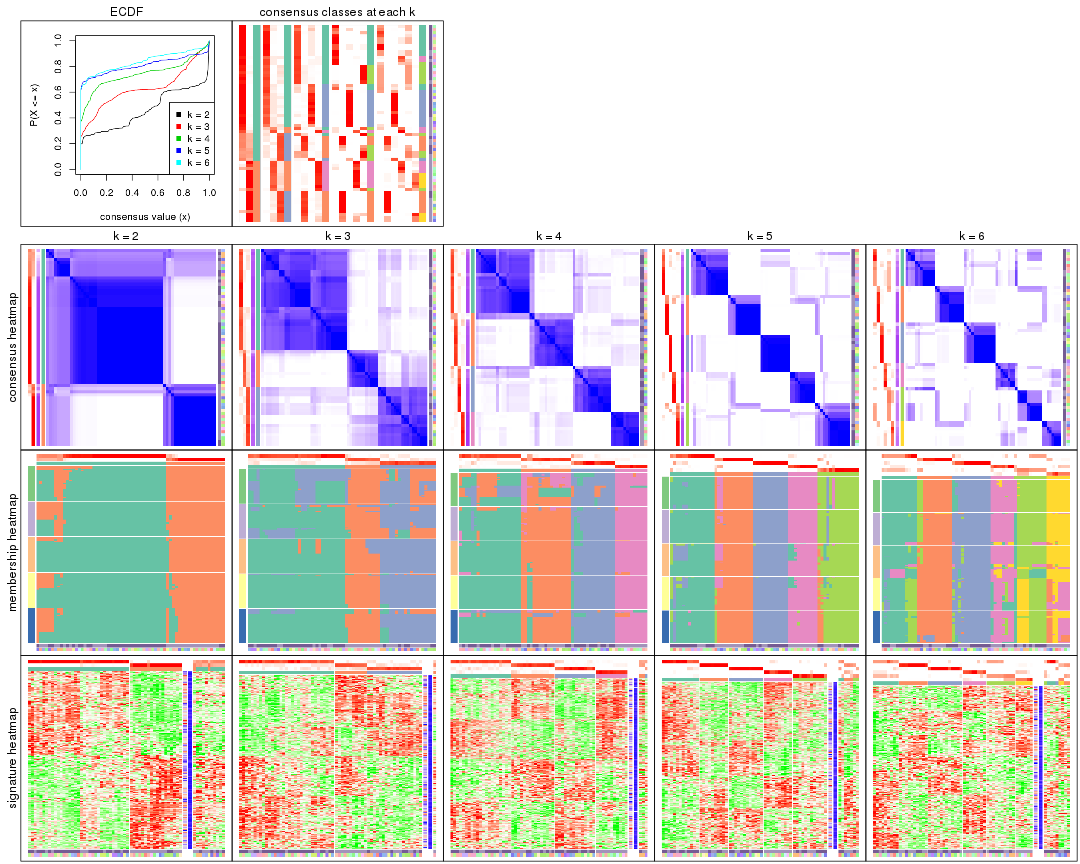 ECDF
consensus classes at each k
P(X <= x)
0.0 0.2 0.4 0.6 0.8 1.0
k = 2
k = 3
k = 4
k = 5
k = 6
0.0 0.2 0.4 0.6 0.8 1.0
consensus value (x)
k = 2 k = 3 k = 4 k = 5 k = 6
consensus heatmap
membership heatmap
signature heatmap